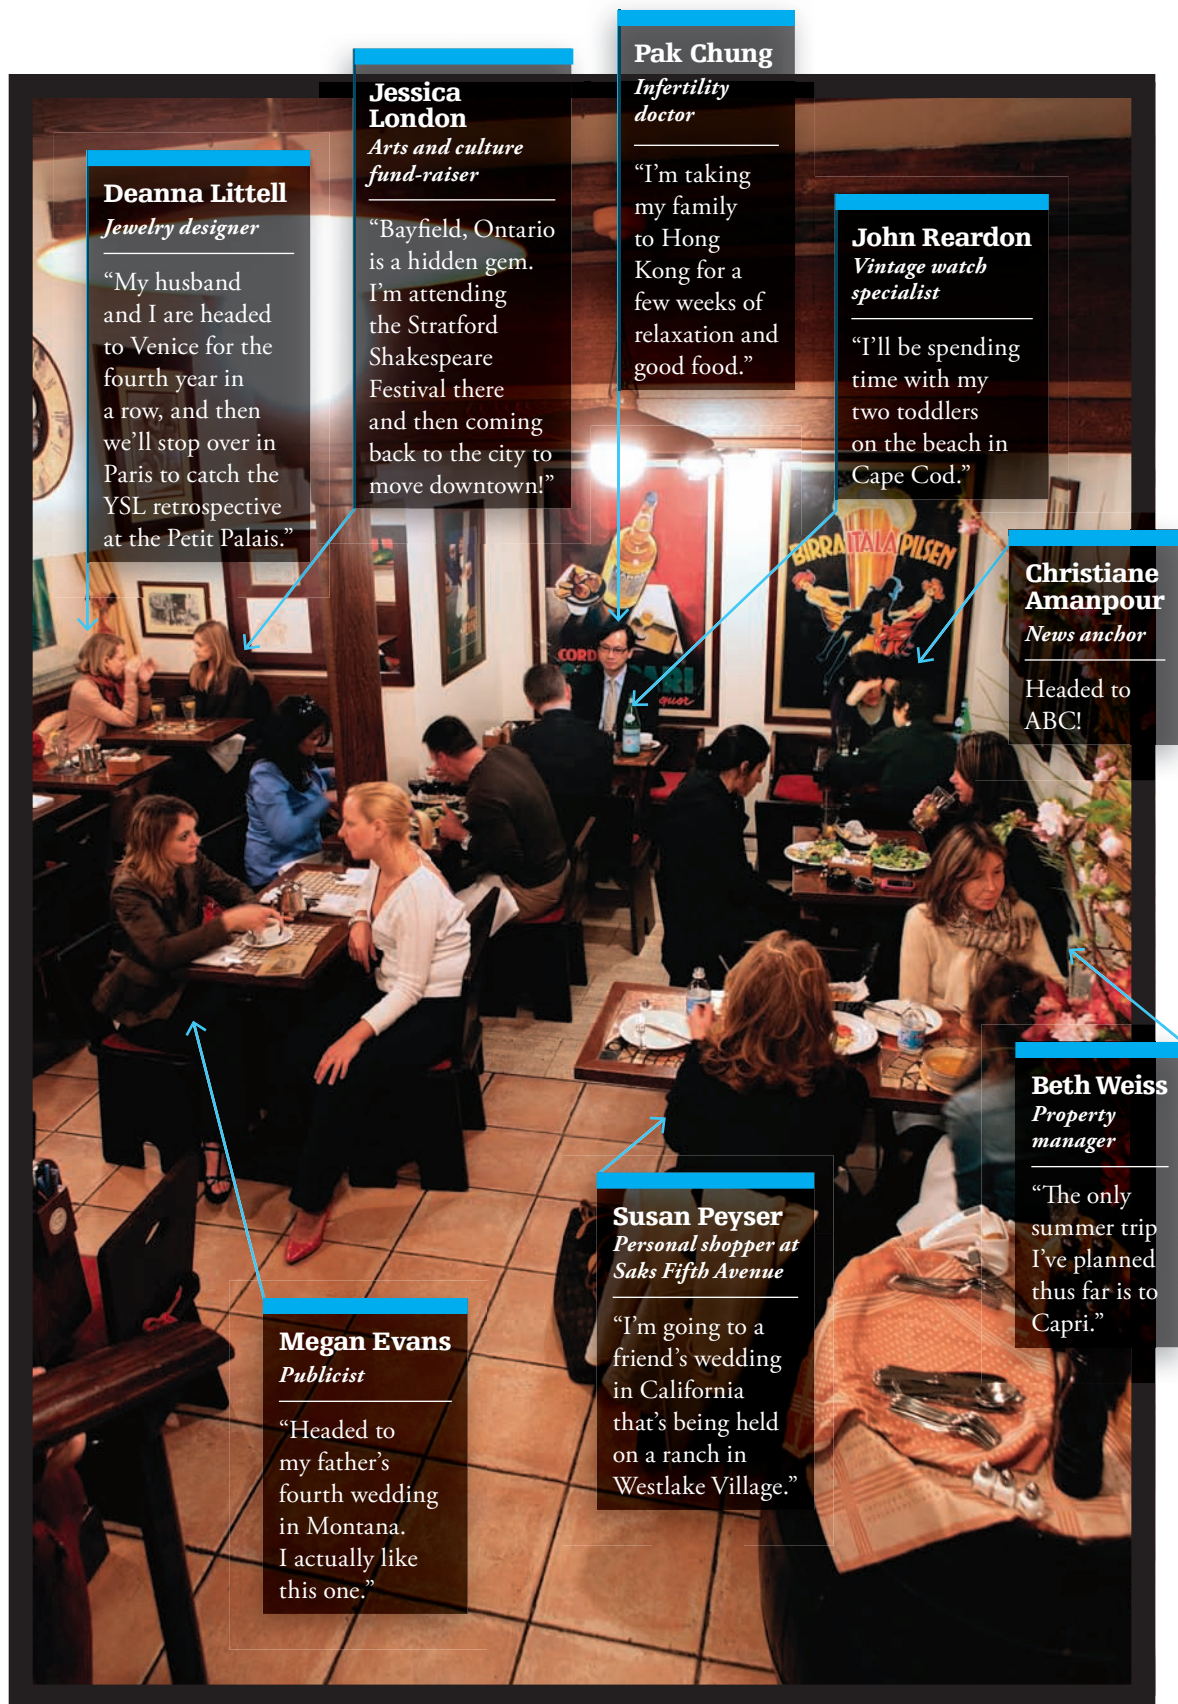 Pak Chung
Infertility
doctor
“I’m taking
my family
to Hong
Kong for a
few weeks of
relaxation and
good food.”
Jessica
London
Arts and culture
fund-raiser
“Bayfield, Ontario
is a hidden gem.
I’m attending
the Stratford
Shakespeare
Festival there
and then coming
back to the city to
move downtown!”
Deanna Littell
Jewelry designer
“My husband
and I are headed
to Venice for the
fourth year in
a row, and then
we’ll stop over in
Paris to catch the
YSL retrospective
at the Petit Palais.”
John Reardon
Vintage watch
specialist
“I’ll be spending
time with my
two toddlers
on the beach in
Cape Cod.”
BIRRA ITALA PILSEN
Christiane
Amanpour
News anchor
Headed to
ABC!
CORD
Beth Weiss
Property
manager
“The only
summer trip
I’ve planned
thus far is to
Capri.”
Susan Peyser
Personal shopper at
Saks Fifth Avenue
“I’m going to a
friend’s wedding
in California
that’s being held
on a ranch in
Westlake Village.”
Megan Evans
Publicist
“Headed to
my father’s
fourth wedding
in Montana.
I actually like
this one.”